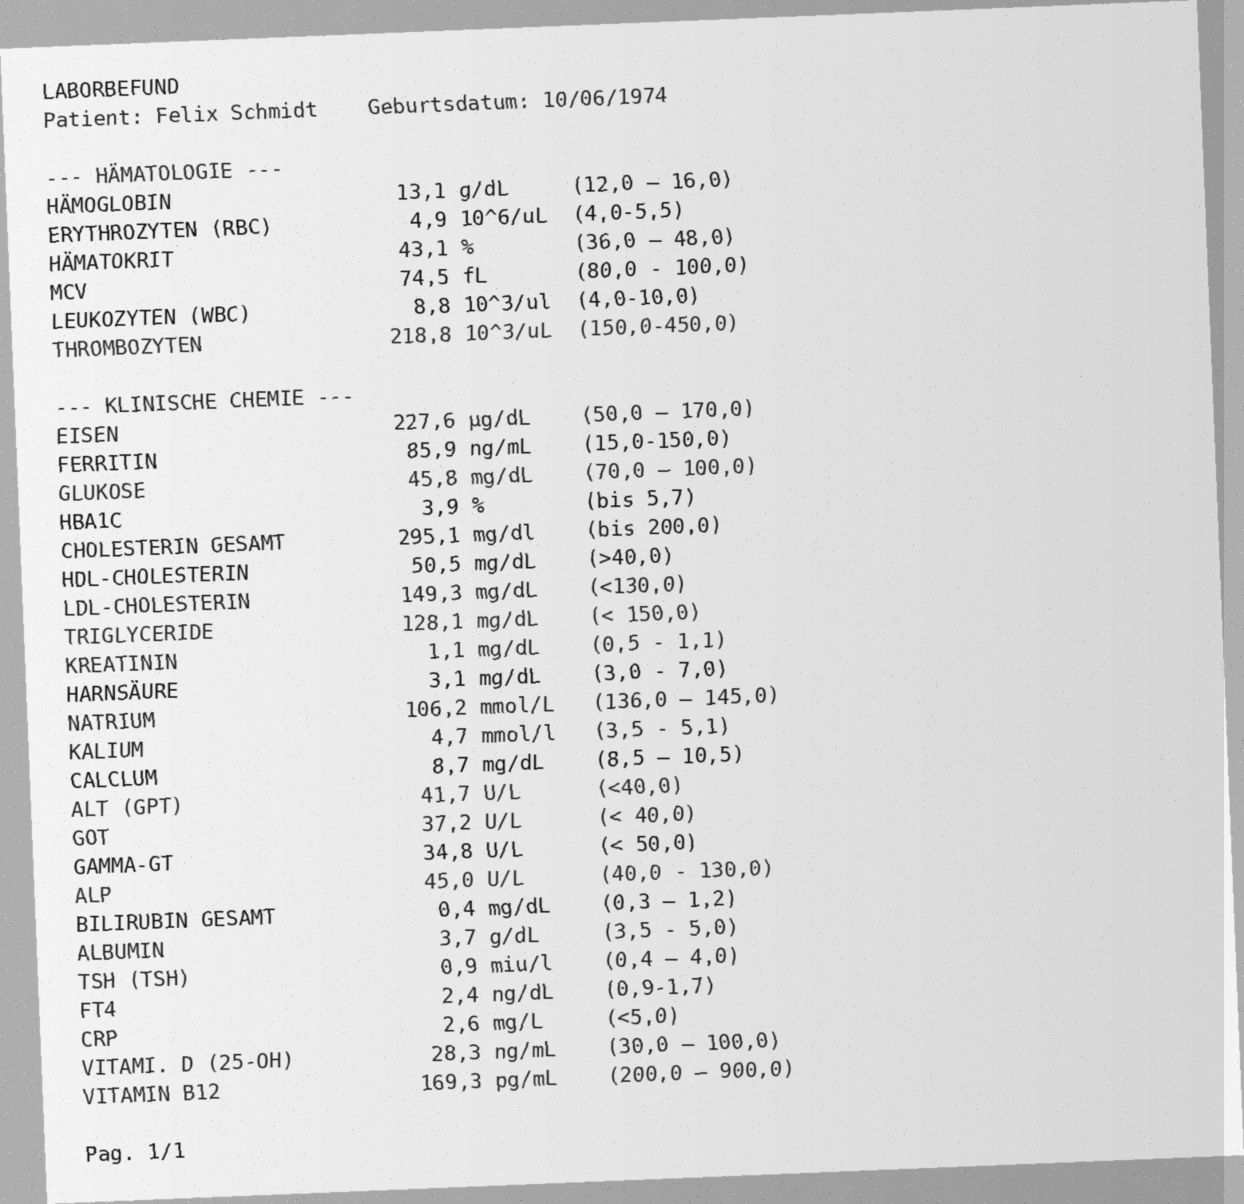 LABORBEFUND
Patient: Felix Schmidt    Geburtsdatum: 10/06/1974

--- HÄMATOLOGIE ---
HÄMOGLOBIN                  13,1 g/dL     (12,0 – 16,0)
ERYTHROZYTEN (RBC)           4,9 10^6/uL  (4,0-5,5)
HÄMATOKRIT                  43,1 %        (36,0 – 48,0)
MCV                         74,5 fL       (80,0 - 100,0)
LEUKOZYTEN (WBC)             8,8 10^3/ul  (4,0-10,0)
THROMBOZYTEN               218,8 10^3/uL  (150,0-450,0)

--- KLINISCHE CHEMIE ---
EISEN                      227,6 µg/dL    (50,0 – 170,0)
FERRITIN                    85,9 ng/mL    (15,0-150,0)
GLUKOSE                     45,8 mg/dL    (70,0 – 100,0)
HBA1C                        3,9 %        (bis 5,7)
CHOLESTERIN GESAMT         295,1 mg/dl    (bis 200,0)
HDL-CHOLESTERIN             50,5 mg/dL    (>40,0)
LDL-CHOLESTERIN            149,3 mg/dL    (<130,0)
TRIGLYCERIDE               128,1 mg/dL    (< 150,0)
KREATININ                    1,1 mg/dL    (0,5 - 1,1)
HARNSÄURE                    3,1 mg/dL    (3,0 - 7,0)
NATRIUM                    106,2 mmol/L   (136,0 – 145,0)
KALIUM                       4,7 mmol/l   (3,5 - 5,1)
CALCLUM                      8,7 mg/dL    (8,5 – 10,5)
ALT (GPT)                   41,7 U/L      (<40,0)
GOT                         37,2 U/L      (< 40,0)
GAMMA-GT                    34,8 U/L      (< 50,0)
ALP                         45,0 U/L      (40,0 - 130,0)
BILIRUBIN GESAMT             0,4 mg/dL    (0,3 – 1,2)
ALBUMIN                      3,7 g/dL     (3,5 - 5,0)
TSH (TSH)                    0,9 miu/l    (0,4 – 4,0)
FT4                          2,4 ng/dL    (0,9-1,7)
CRP                          2,6 mg/L     (<5,0)
VITAMI. D (25-OH)           28,3 ng/mL    (30,0 – 100,0)
VITAMIN B12                169,3 pg/mL    (200,0 – 900,0)

Pag. 1/1